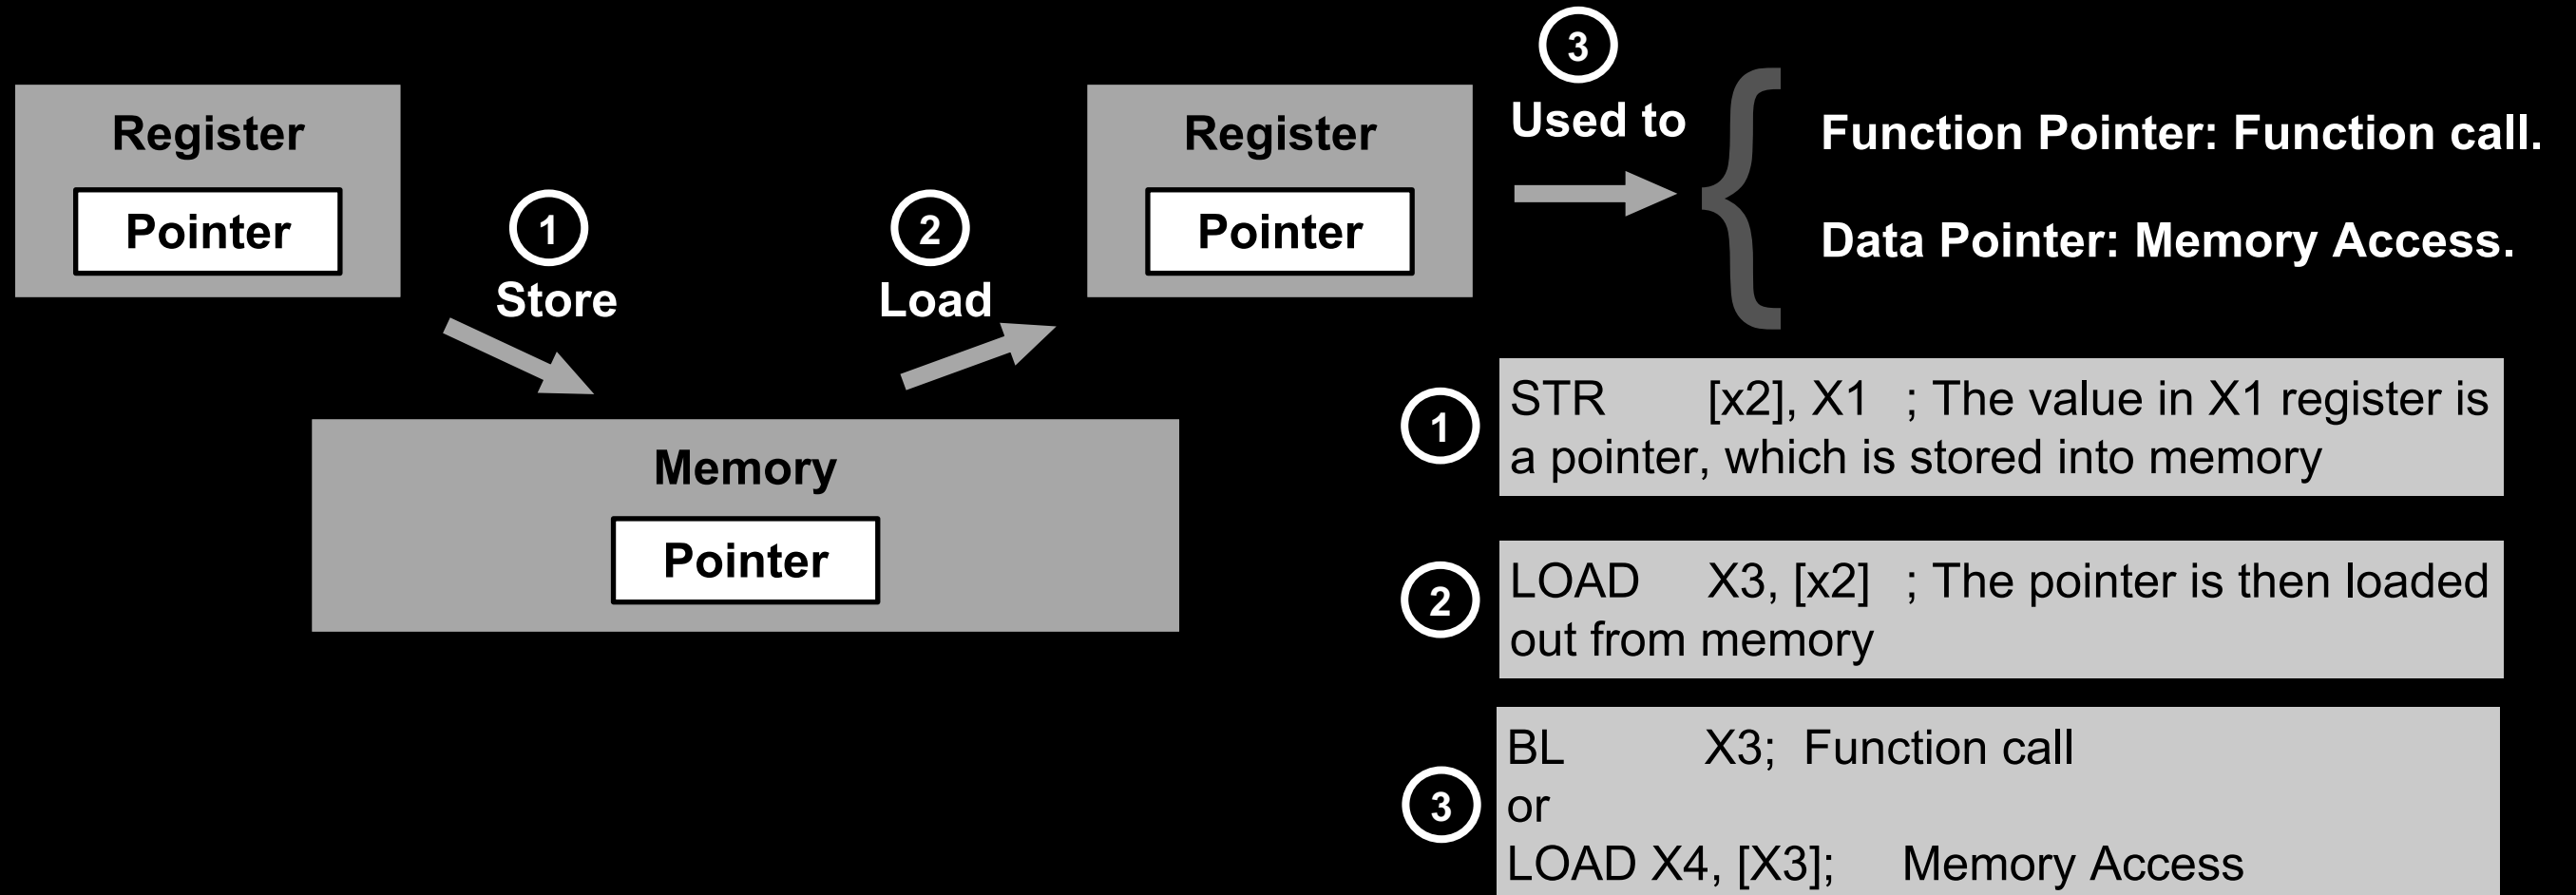 Register
Pointer
1
Store
2
Load
Register
Pointer
3
Used to
Function Pointer: Function call.
Data Pointer: Memory Access.
Memory
Pointer
1
STR [x2], X1 ; The value in X1 register is
a pointer, which is stored into memory
2
LOAD X3, [x2] ; The pointer is then loaded
out from memory
3
BL X3; Function call
or
LOAD X4, [X3]; Memory Access